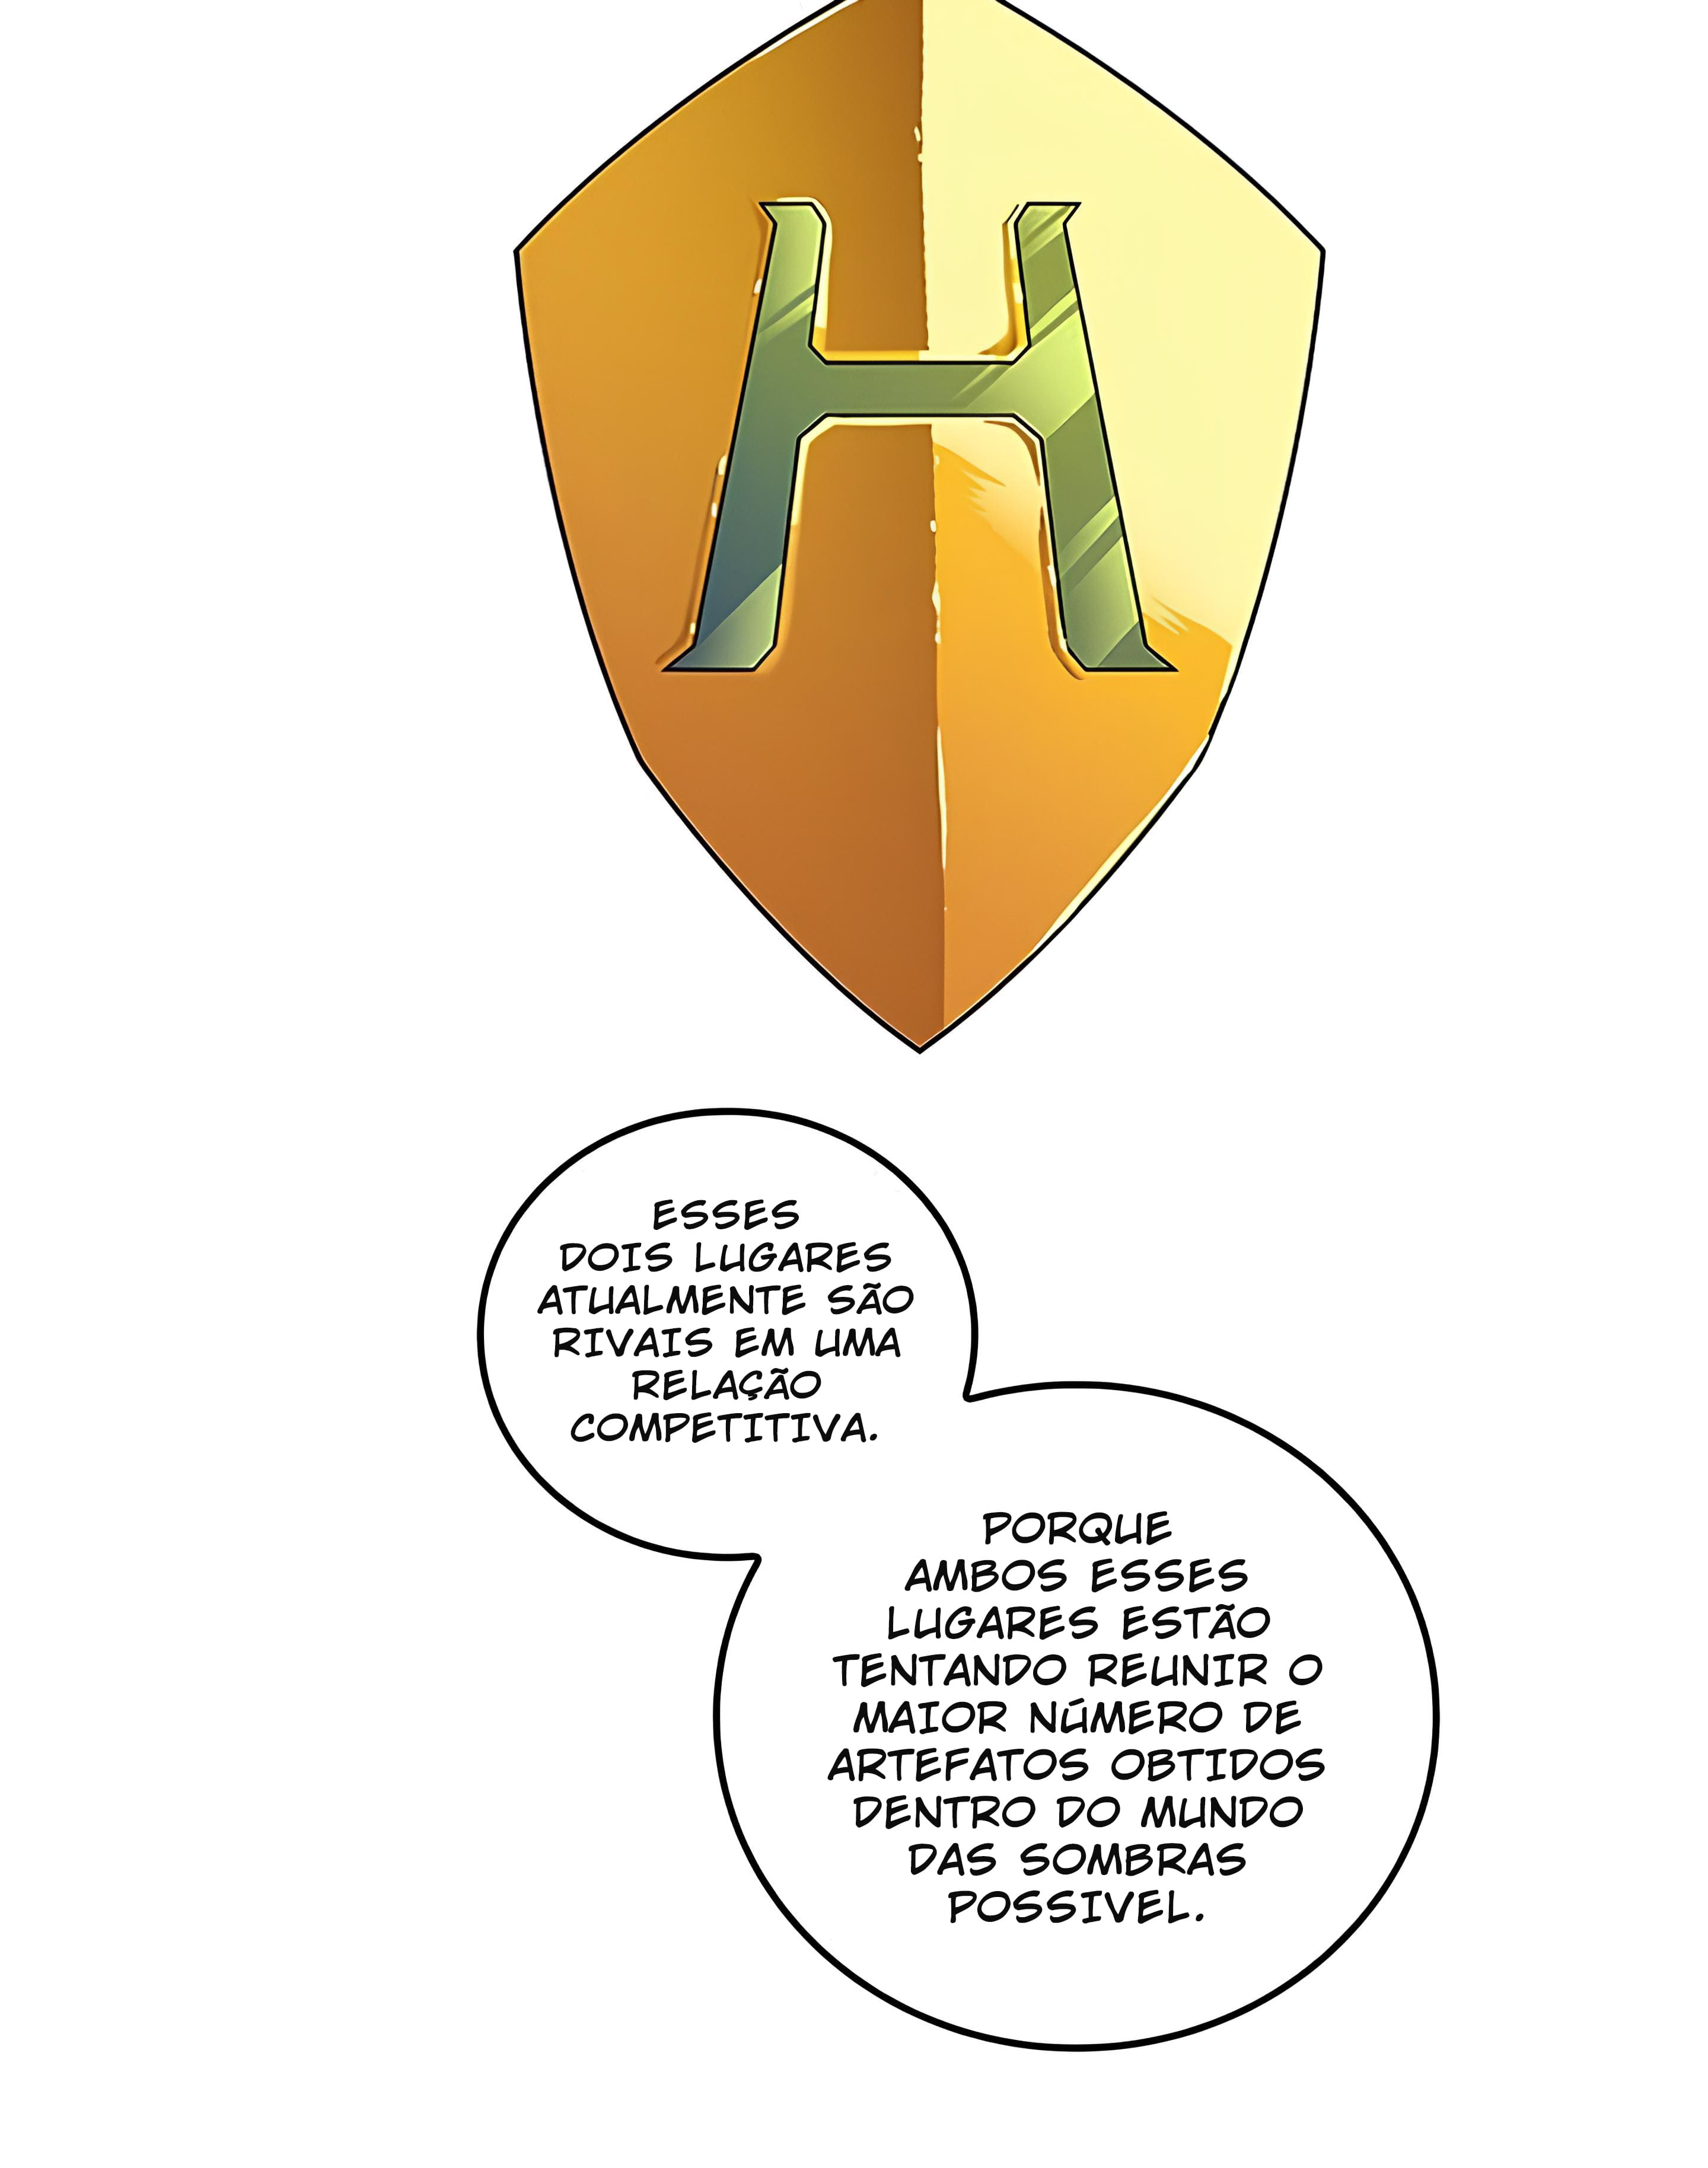 H
ESSES
DOIS LUGARES
ATUALMENTE SÃO
RIVAIS EM UMA
RELAÇÃO
COMPETITIVA.
PORQUE
AMBOS ESSES
LUGARES ESTÃO
TENTANDO REUNIR O
MAIOR NÚMERO DE
ARTEFATOS OBTIDOS
DENTRO DO MUNDO
DAS SOMBRAS
POSSIVEL.